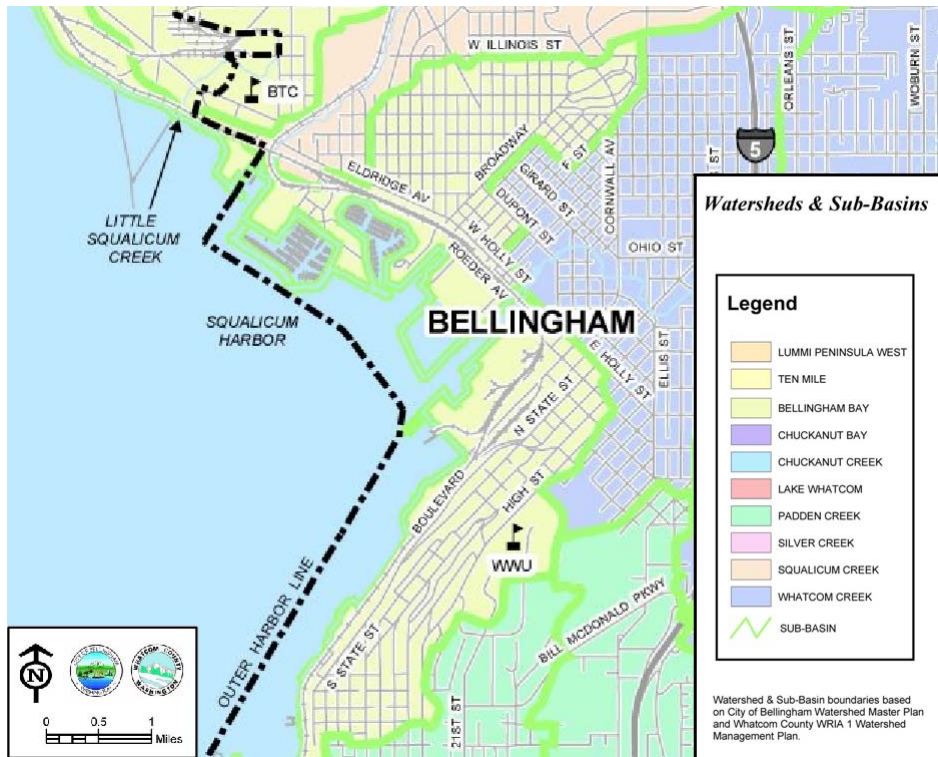 W ILLINOIS ST
ORLEANS ST
WOBURN ST
BTC
5
BROADWAY
F ST
GIRARD ST
CORNWALL AV
ELDRIDGE AV
DUPONT ST
LITTLE
SQUALICUM
CREEK
W HOLLY ST
OHIO ST
ROEDER AV
SQUALICUM
HARBOR
BELLINGHAM
E HOLLY ST
ELLIS ST
N STATE ST
BOULEVARD
HIGH ST
WWU
OUTER HARBOR LINE
S STATE ST
BILL MCDONALD PKWY
21ST ST
Watersheds & Sub-Basins
Legend
LUMMI PENINSULA WEST
TEN MILE
BELLINGHAM BAY
CHUCKANUT BAY
CHUCKANUT CREEK
LAKE WHATCOM
PADDEN CREEK
SILVER CREEK
SQUALICUM CREEK
WHATCOM CREEK
SUB-BASIN
Watershed & Sub-Basin boundaries based
on City of Bellingham Watershed Master Plan
and Whatcom County WRIA 1 Watershed
Management Plan.
N
WHATCOM COUNTY
WASHINGTON
0 0.5 1
Miles